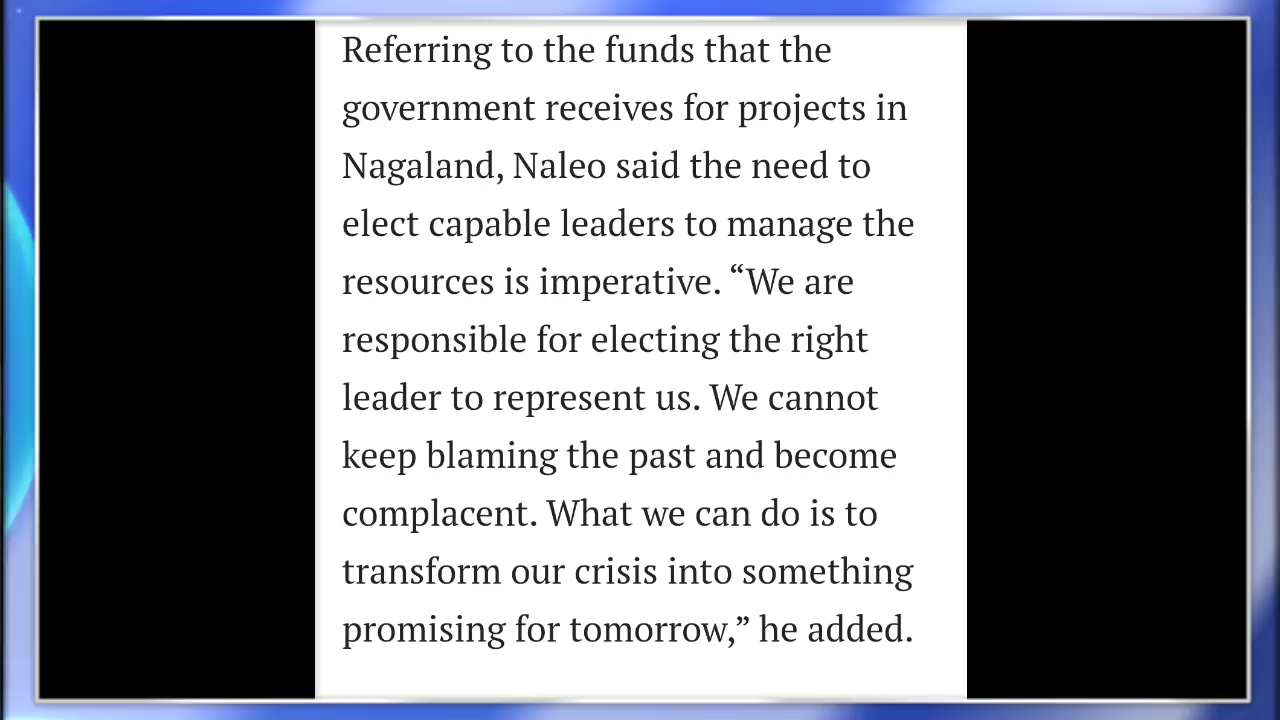 Referring to the funds that the
government receives for projects in
Nagaland, Naleo said the need to
elect capable leaders to manage the
resources is imperative. “We are
responsible for electing the right
leader to represent us. We cannot
keep blaming the past and become
complacent. What we can do is to
transform our crisis into something
promising for tomorrow,” he added.